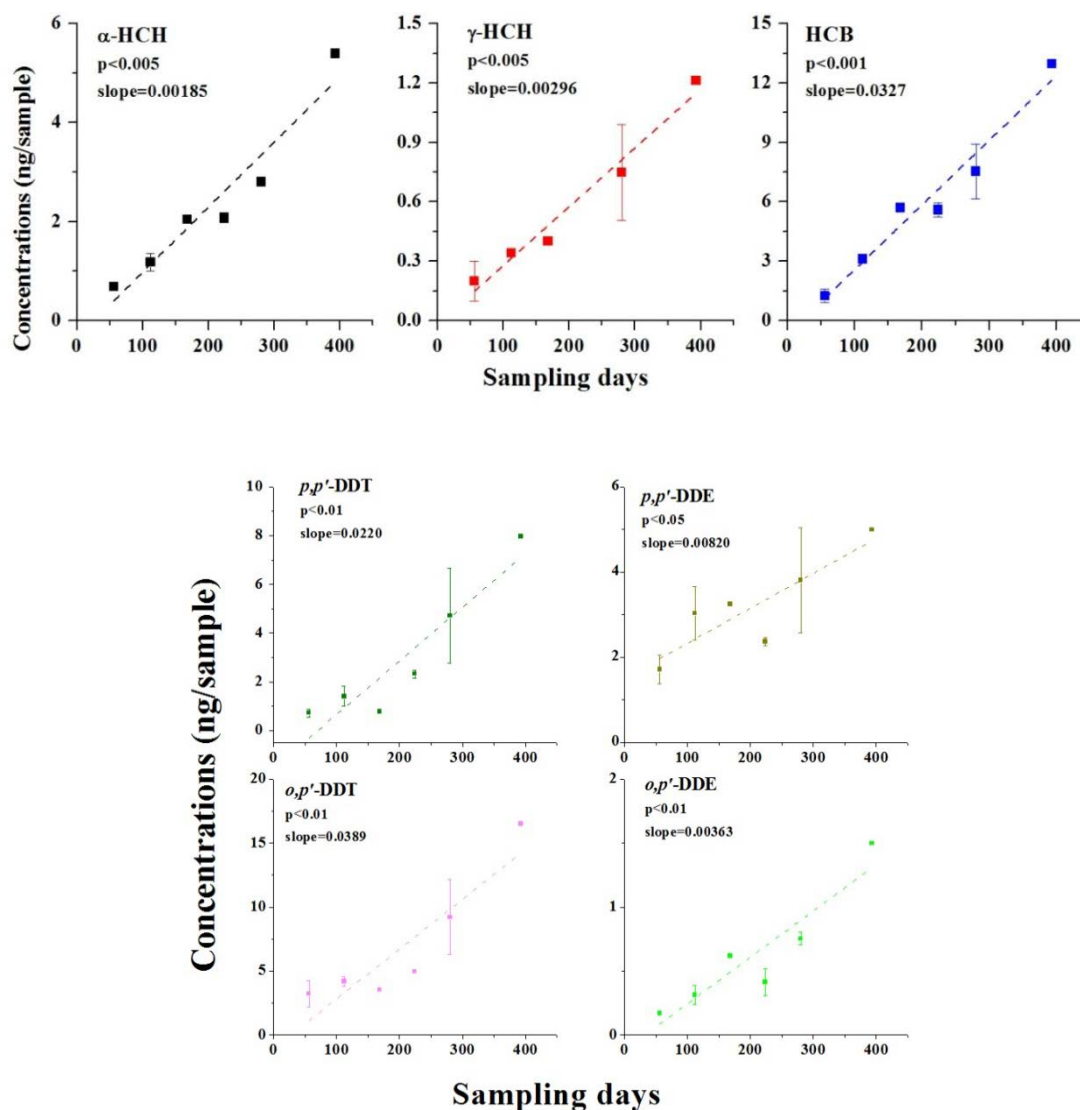 α-HCH
p<0.005
slope=0.00185
γ-HCH
p<0.005
slope=0.00296
HCB
p<0.001
slope=0.0327
Concentrations (ng/sample)
6
4
2
0
1.5
1.2
0.9
0.6
0.3
0.0
15
12
9
6
3
0
0 100 200 300 400
0 100 200 300 400
0 100 200 300 400
Sampling days
p,p'-DDT
p<0.01
slope=0.0220
p,p'-DDE
p<0.05
slope=0.00820
10
8
6
4
2
0
6
4
2
0
0 100 200 300 400
0 100 200 300 400
o,p'-DDT
p<0.01
slope=0.0389
o,p'-DDE
p<0.01
slope=0.00363
20
15
10
5
0
2
1
0
0 100 200 300 400
0 100 200 300 400
Concentrations (ng/sample)
Sampling days